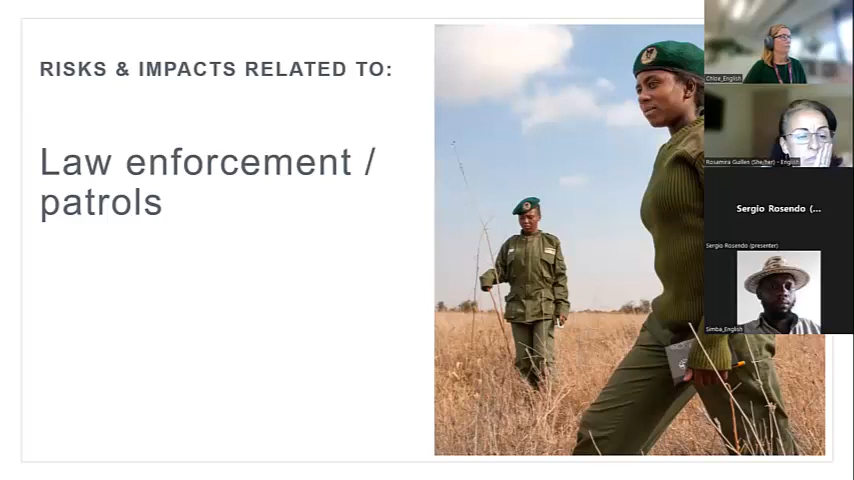 RISKS & IMPACTS RELATED TO:
Law enforcement /
patrols
Chloe_English
Rosamira Guillen (She/her) - English
Sergio Rosendo (...
Sergio Rosendo (presenter)
Simba_English